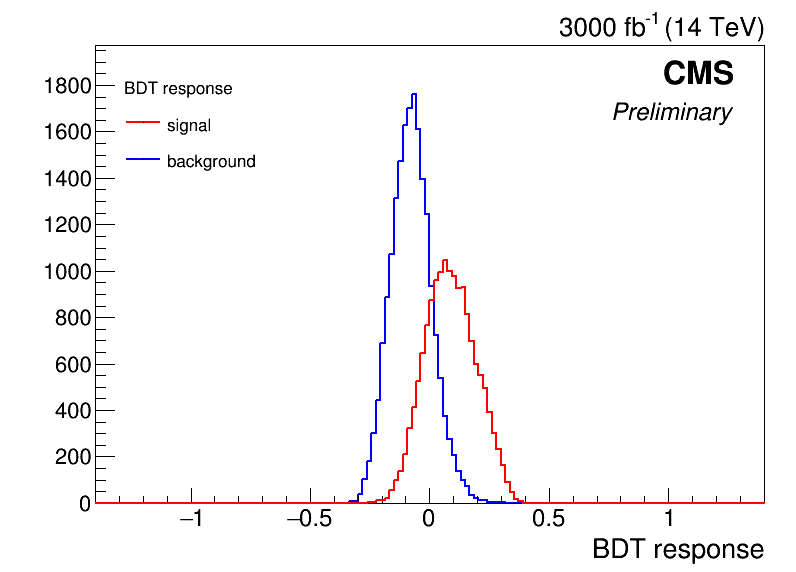 3000 fb⁻¹ (14 TeV)
CMS
Preliminary
BDT response
signal
background
1800
1600
1400
1200
1000
800
600
400
200
0
−1 −0.5 0 0.5 1
BDT response